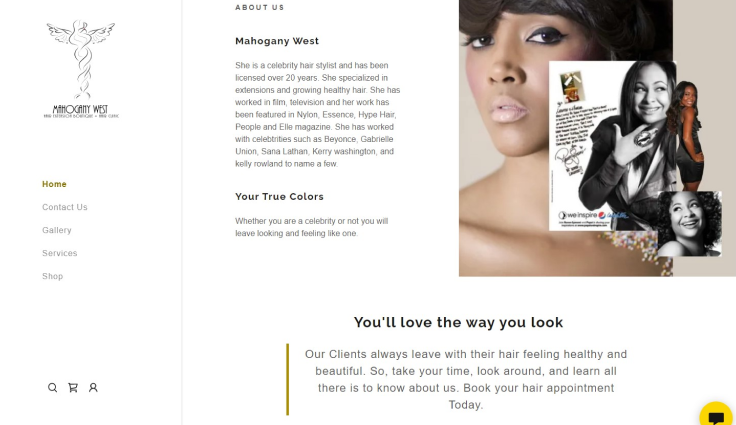 MAHOGANY WEST
HAIR EXTENSION BOUTIQUE & HAIR CLINIC
Home
Contact Us
Gallery
Services
Shop
ABOUT US
Mahogany West
She is a celebrity hair stylist and has been
licensed over 20 years. She specialized in
extensions and growing healthy hair. She has
worked in film, television and her work has
been featured in Nylon, Essence, Hype Hair,
People and Elle magazine. She has worked
with celebtrities such as Beyonce, Gabrielle
Union, Sana Lathan, Kerry washington, and
kelly rowland to name a few.
Your True Colors
Whether you are a celebrity or not you will
leave looking and feeling like one.
we inspire
You'll love the way you look
Our Clients always leave with their hair feeling healthy and
beautiful. So, take your time, look around, and learn all
there is to know about us. Book your hair appointment
Today.